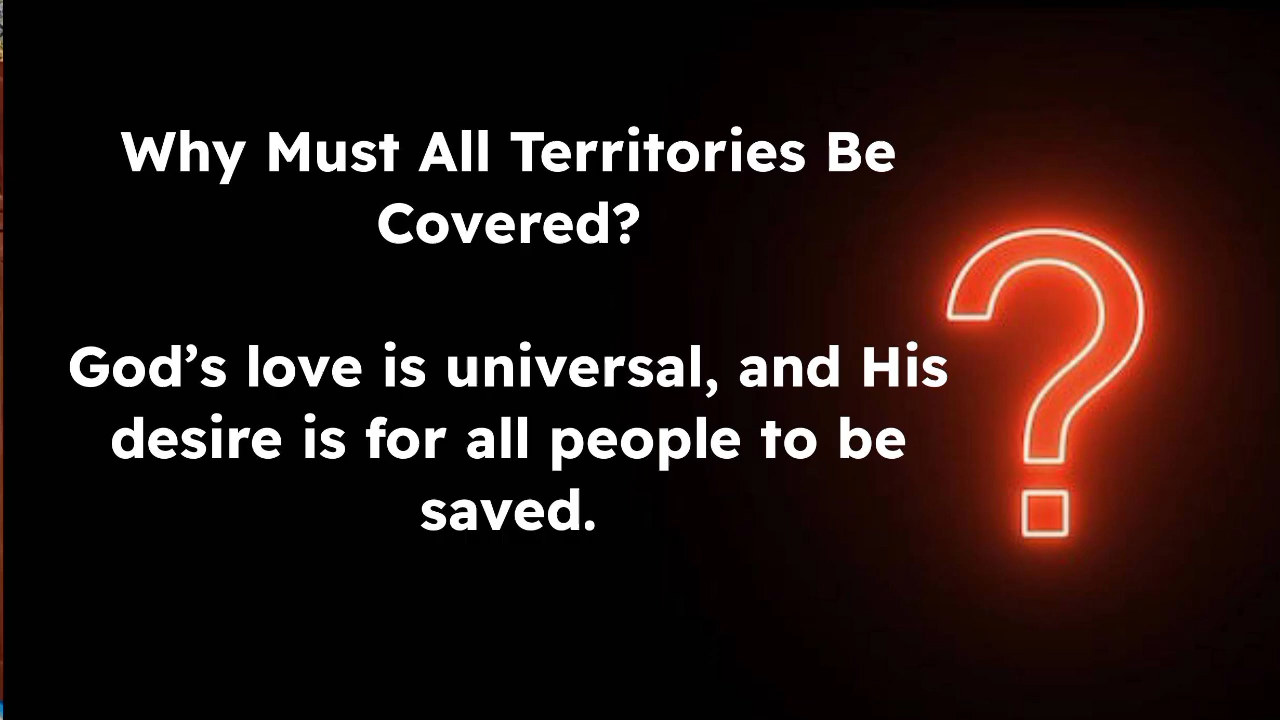 Why Must All Territories Be
Covered?
God’s love is universal, and His
desire is for all people to be
saved.